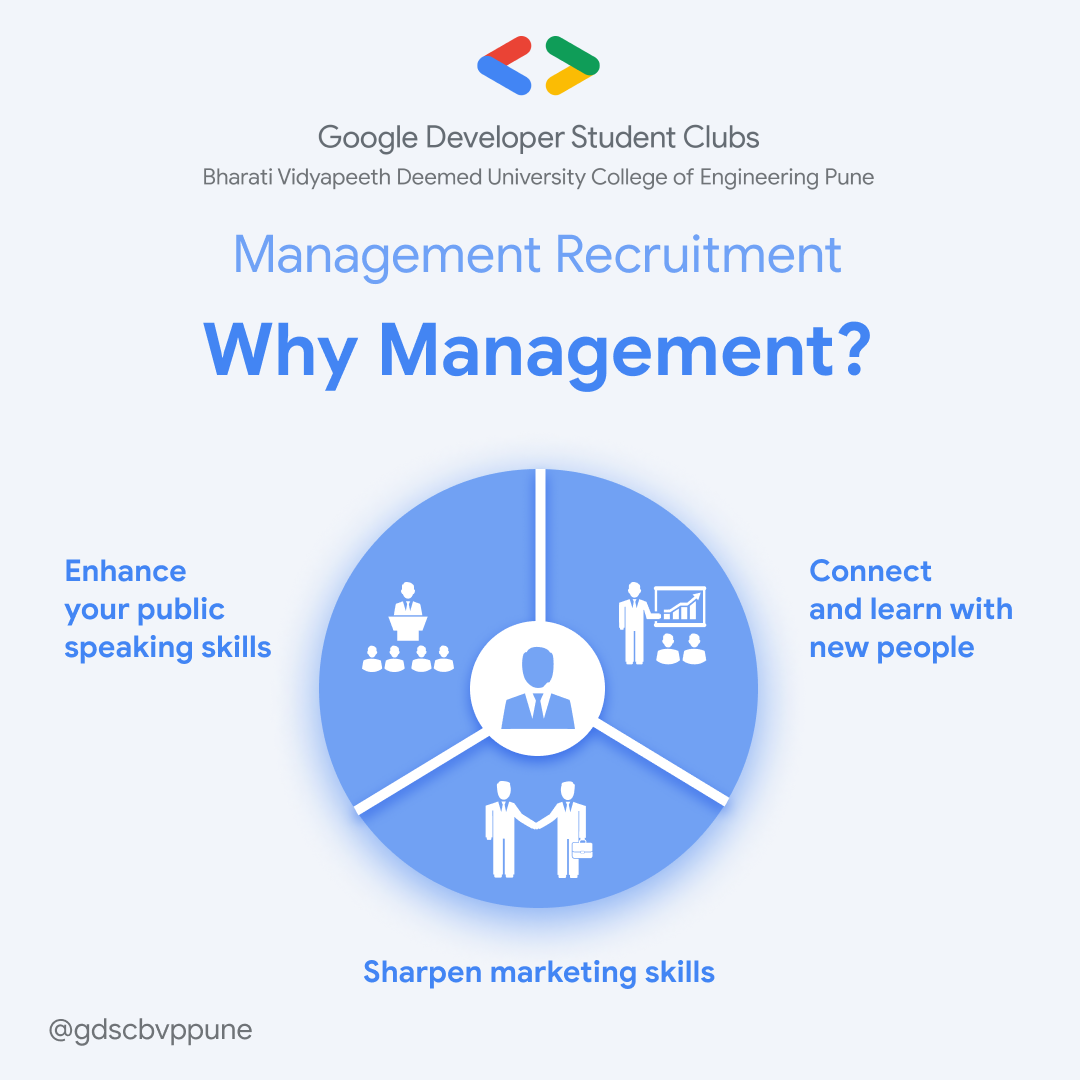 Google Developer Student Clubs
Bharati Vidyapeeth Deemed University College of Engineering Pune
Management Recruitment
Why Management?
Enhance
your public
speaking skills
Connect
and learn with
new people
Sharpen marketing skills
@gdscbvppune